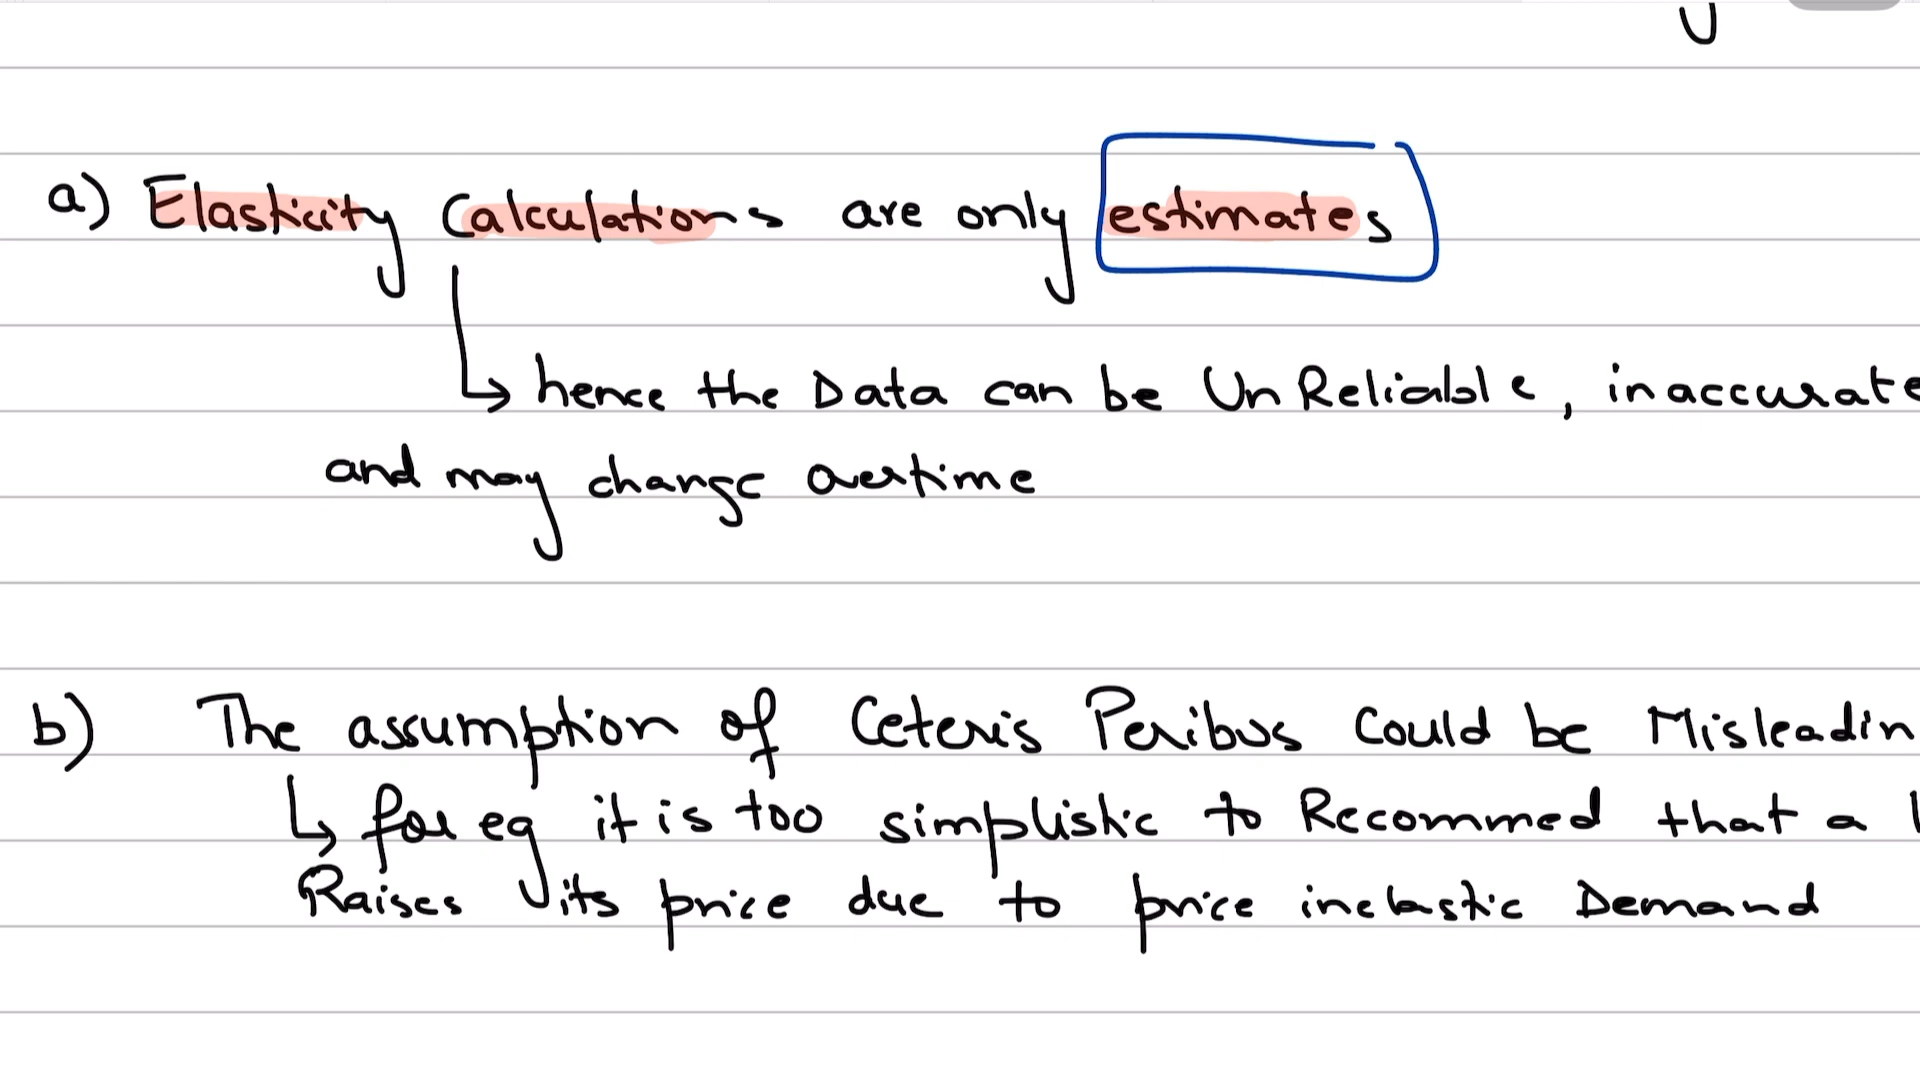 a) Elasticity Calculations are only estimates
↳ hence the Data can be UnReliable, inaccurate
and may change overtime
b) The assumption of Ceteris Peribus Could be Misleadin
↳ for eg it is too simplistic to Recommed that a
Raises its price due to price inelastic Demand